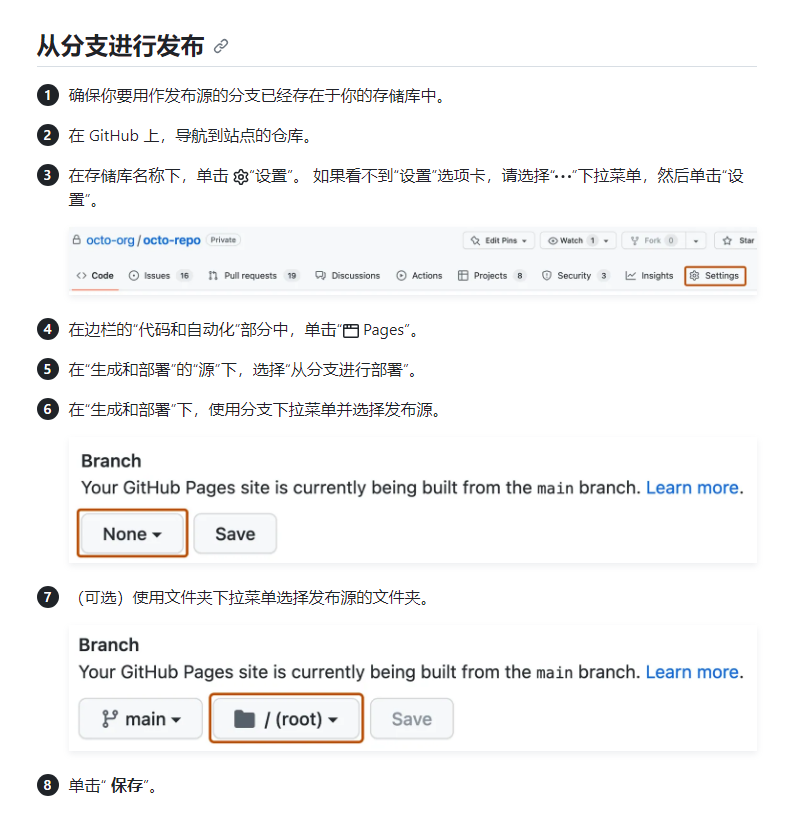 从分支进行发布
1 确保你要用作发布源的分支已经存在于你的存储库中。
2 在 GitHub 上，导航到站点的仓库。
3 在存储库名称下，单击 “设置”。 如果看不到“设置”选项卡，请选择“···”下拉菜单，然后单击“设
置”。
octo-org / octo-repo Private Edit Pins Watch 1 Fork 0 Star
Code Issues 16 Pull requests 19 Discussions Actions Projects 8 Security 3 Insights Settings
4 在边栏的“代码和自动化”部分中，单击“ Pages”。
5 在“生成和部署”的“源”下，选择“从分支进行部署”。
6 在“生成和部署”下，使用分支下拉菜单并选择发布源。
Branch
Your GitHub Pages site is currently being built from the main branch. Learn more.
None Save
7 （可选）使用文件夹下拉菜单选择发布源的文件夹。
Branch
Your GitHub Pages site is currently being built from the main branch. Learn more.
main / (root) Save
8 单击“ 保存”。